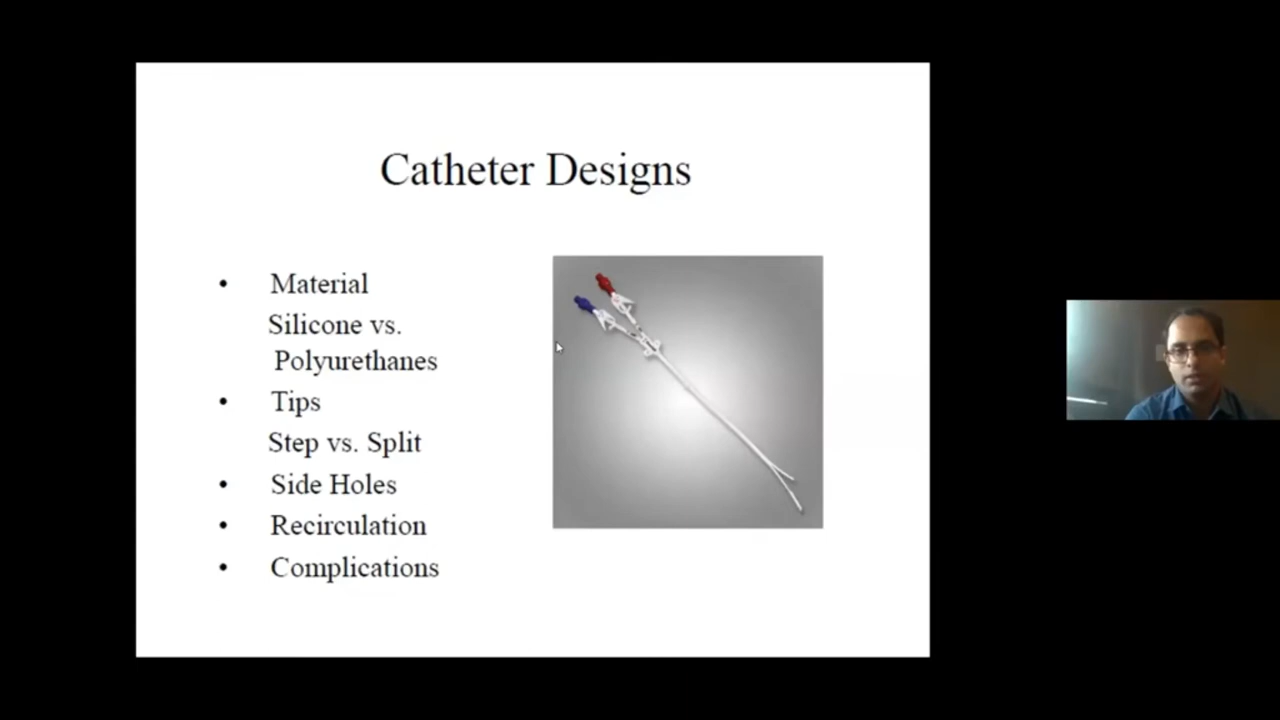 Catheter Designs
• Material
Silicone vs.
Polyurethanes
• Tips
Step vs. Split
• Side Holes
• Recirculation
• Complications